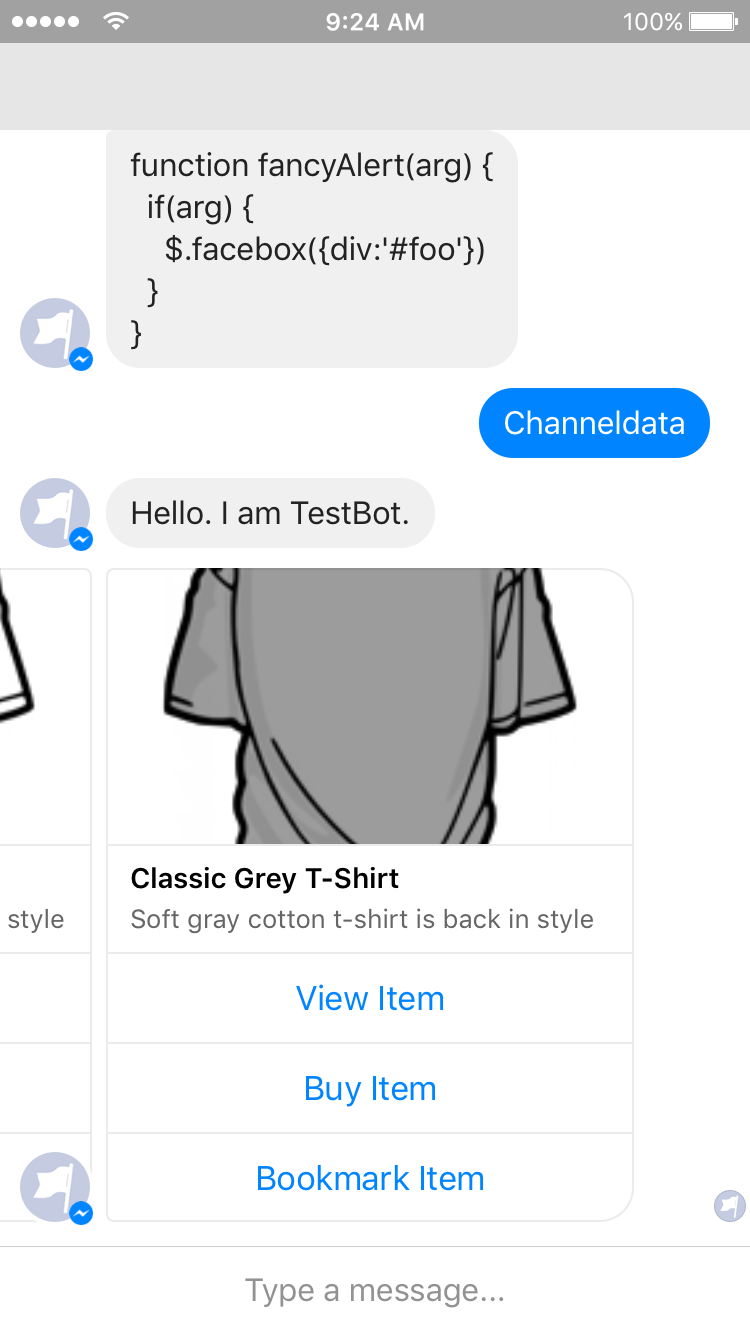 9:24 AM
100%
function fancyAlert(arg) {
if(arg) {
$.facebox({div:'#foo'})
}
}
Channeldata
Hello. I am TestBot.
Classic Grey T-Shirt
style
Soft gray cotton t-shirt is back in style
View Item
Buy Item
Bookmark Item
Type a message...